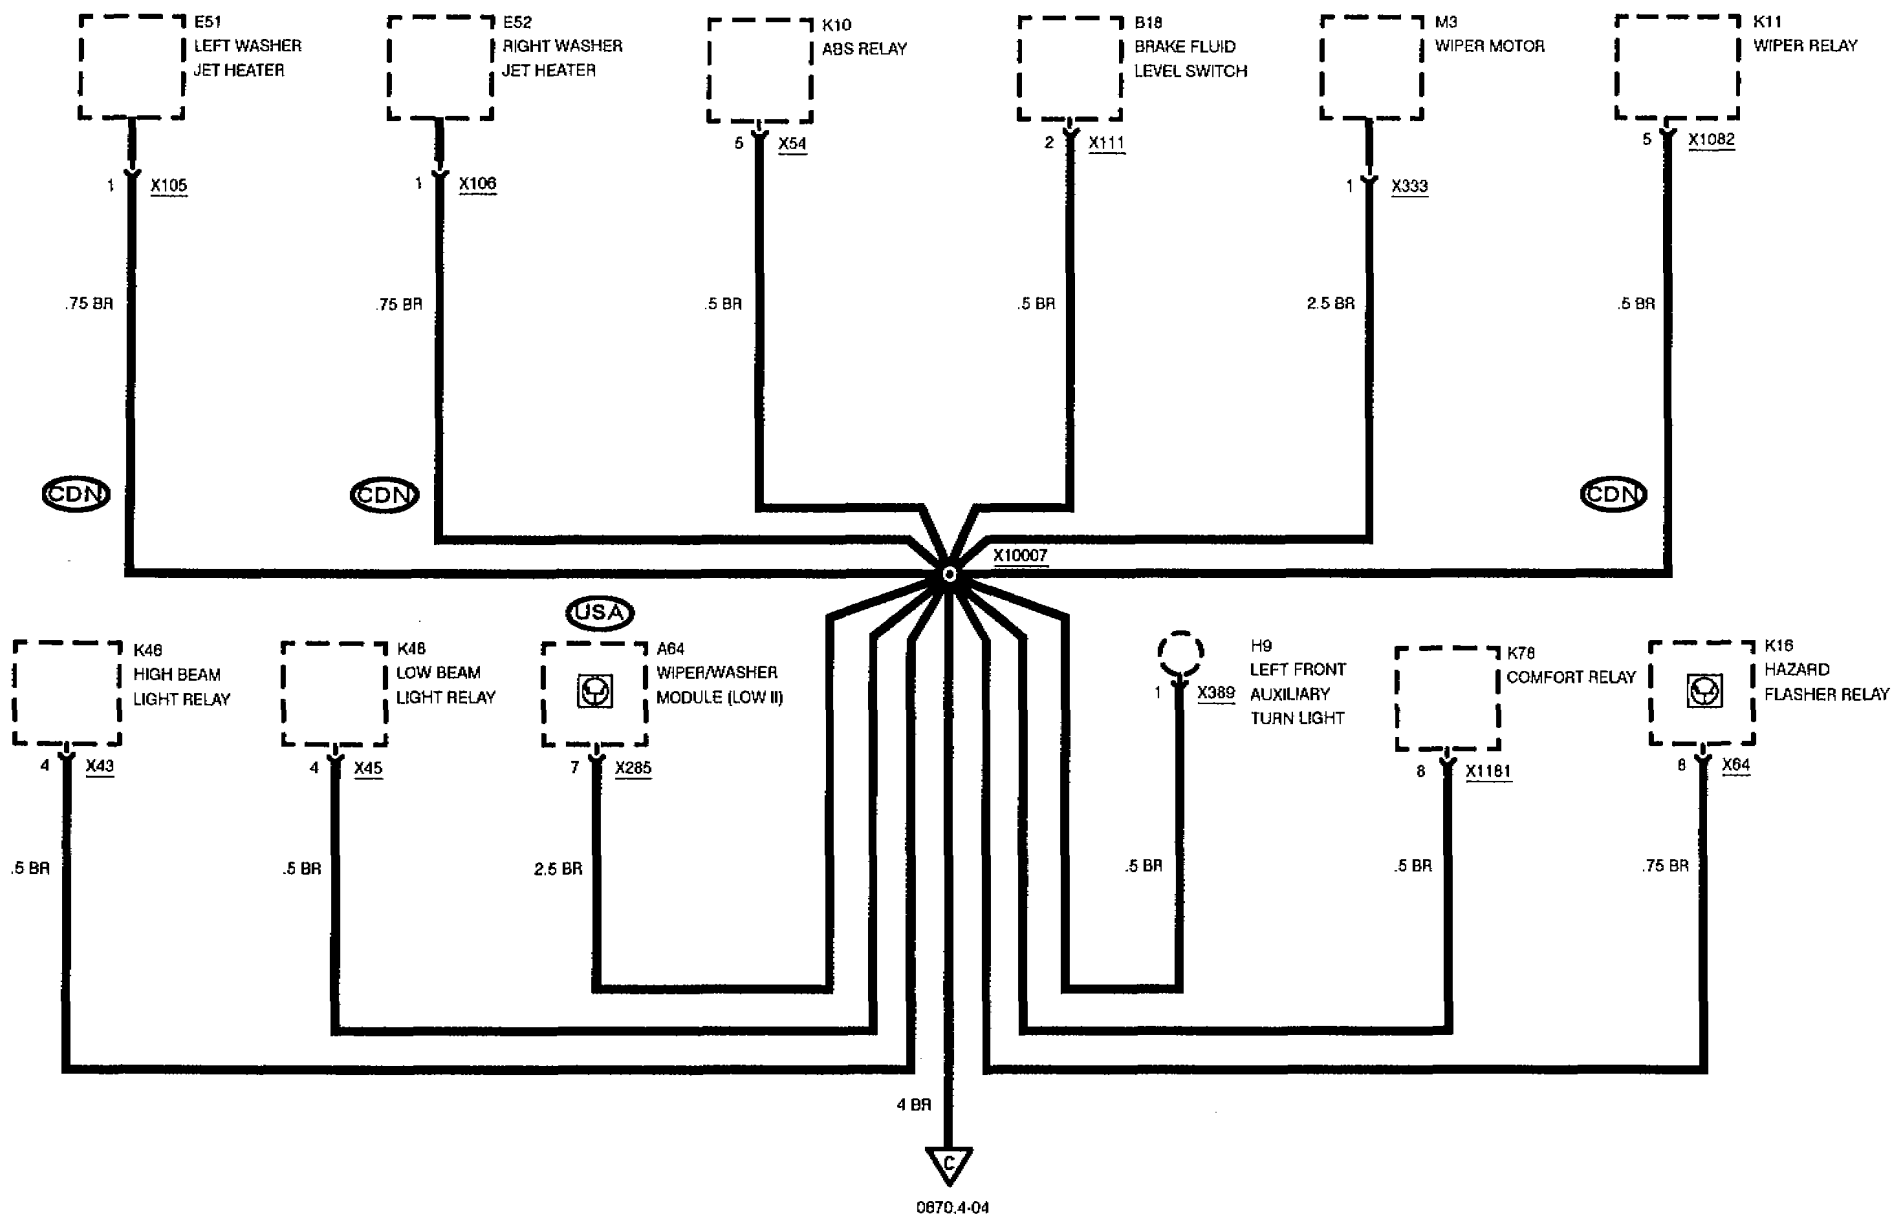 E51
LEFT WASHER
JET HEATER
1 X105
.75 BR
CDN
E52
RIGHT WASHER
JET HEATER
1 X106
.75 BR
CDN
K10
ABS RELAY
5 X54
.5 BR
B18
BRAKE FLUID
LEVEL SWITCH
2 X111
.5 BR
M3
WIPER MOTOR
1 X333
2.5 BR
K11
WIPER RELAY
5 X1082
.5 BR
CDN
X10007
K46
HIGH BEAM
LIGHT RELAY
4 X43
.5 BR
K48
LOW BEAM
LIGHT RELAY
4 X45
.5 BR
USA
A64
WIPER/WASHER
MODULE (LOW II)
7 X285
2.5 BR
H9
LEFT FRONT
AUXILIARY
TURN LIGHT
1 X389
.5 BR
K78
COMFORT RELAY
8 X1181
.5 BR
K16
HAZARD
FLASHER RELAY
8 X64
.75 BR
4 BR
C
0670.4-04